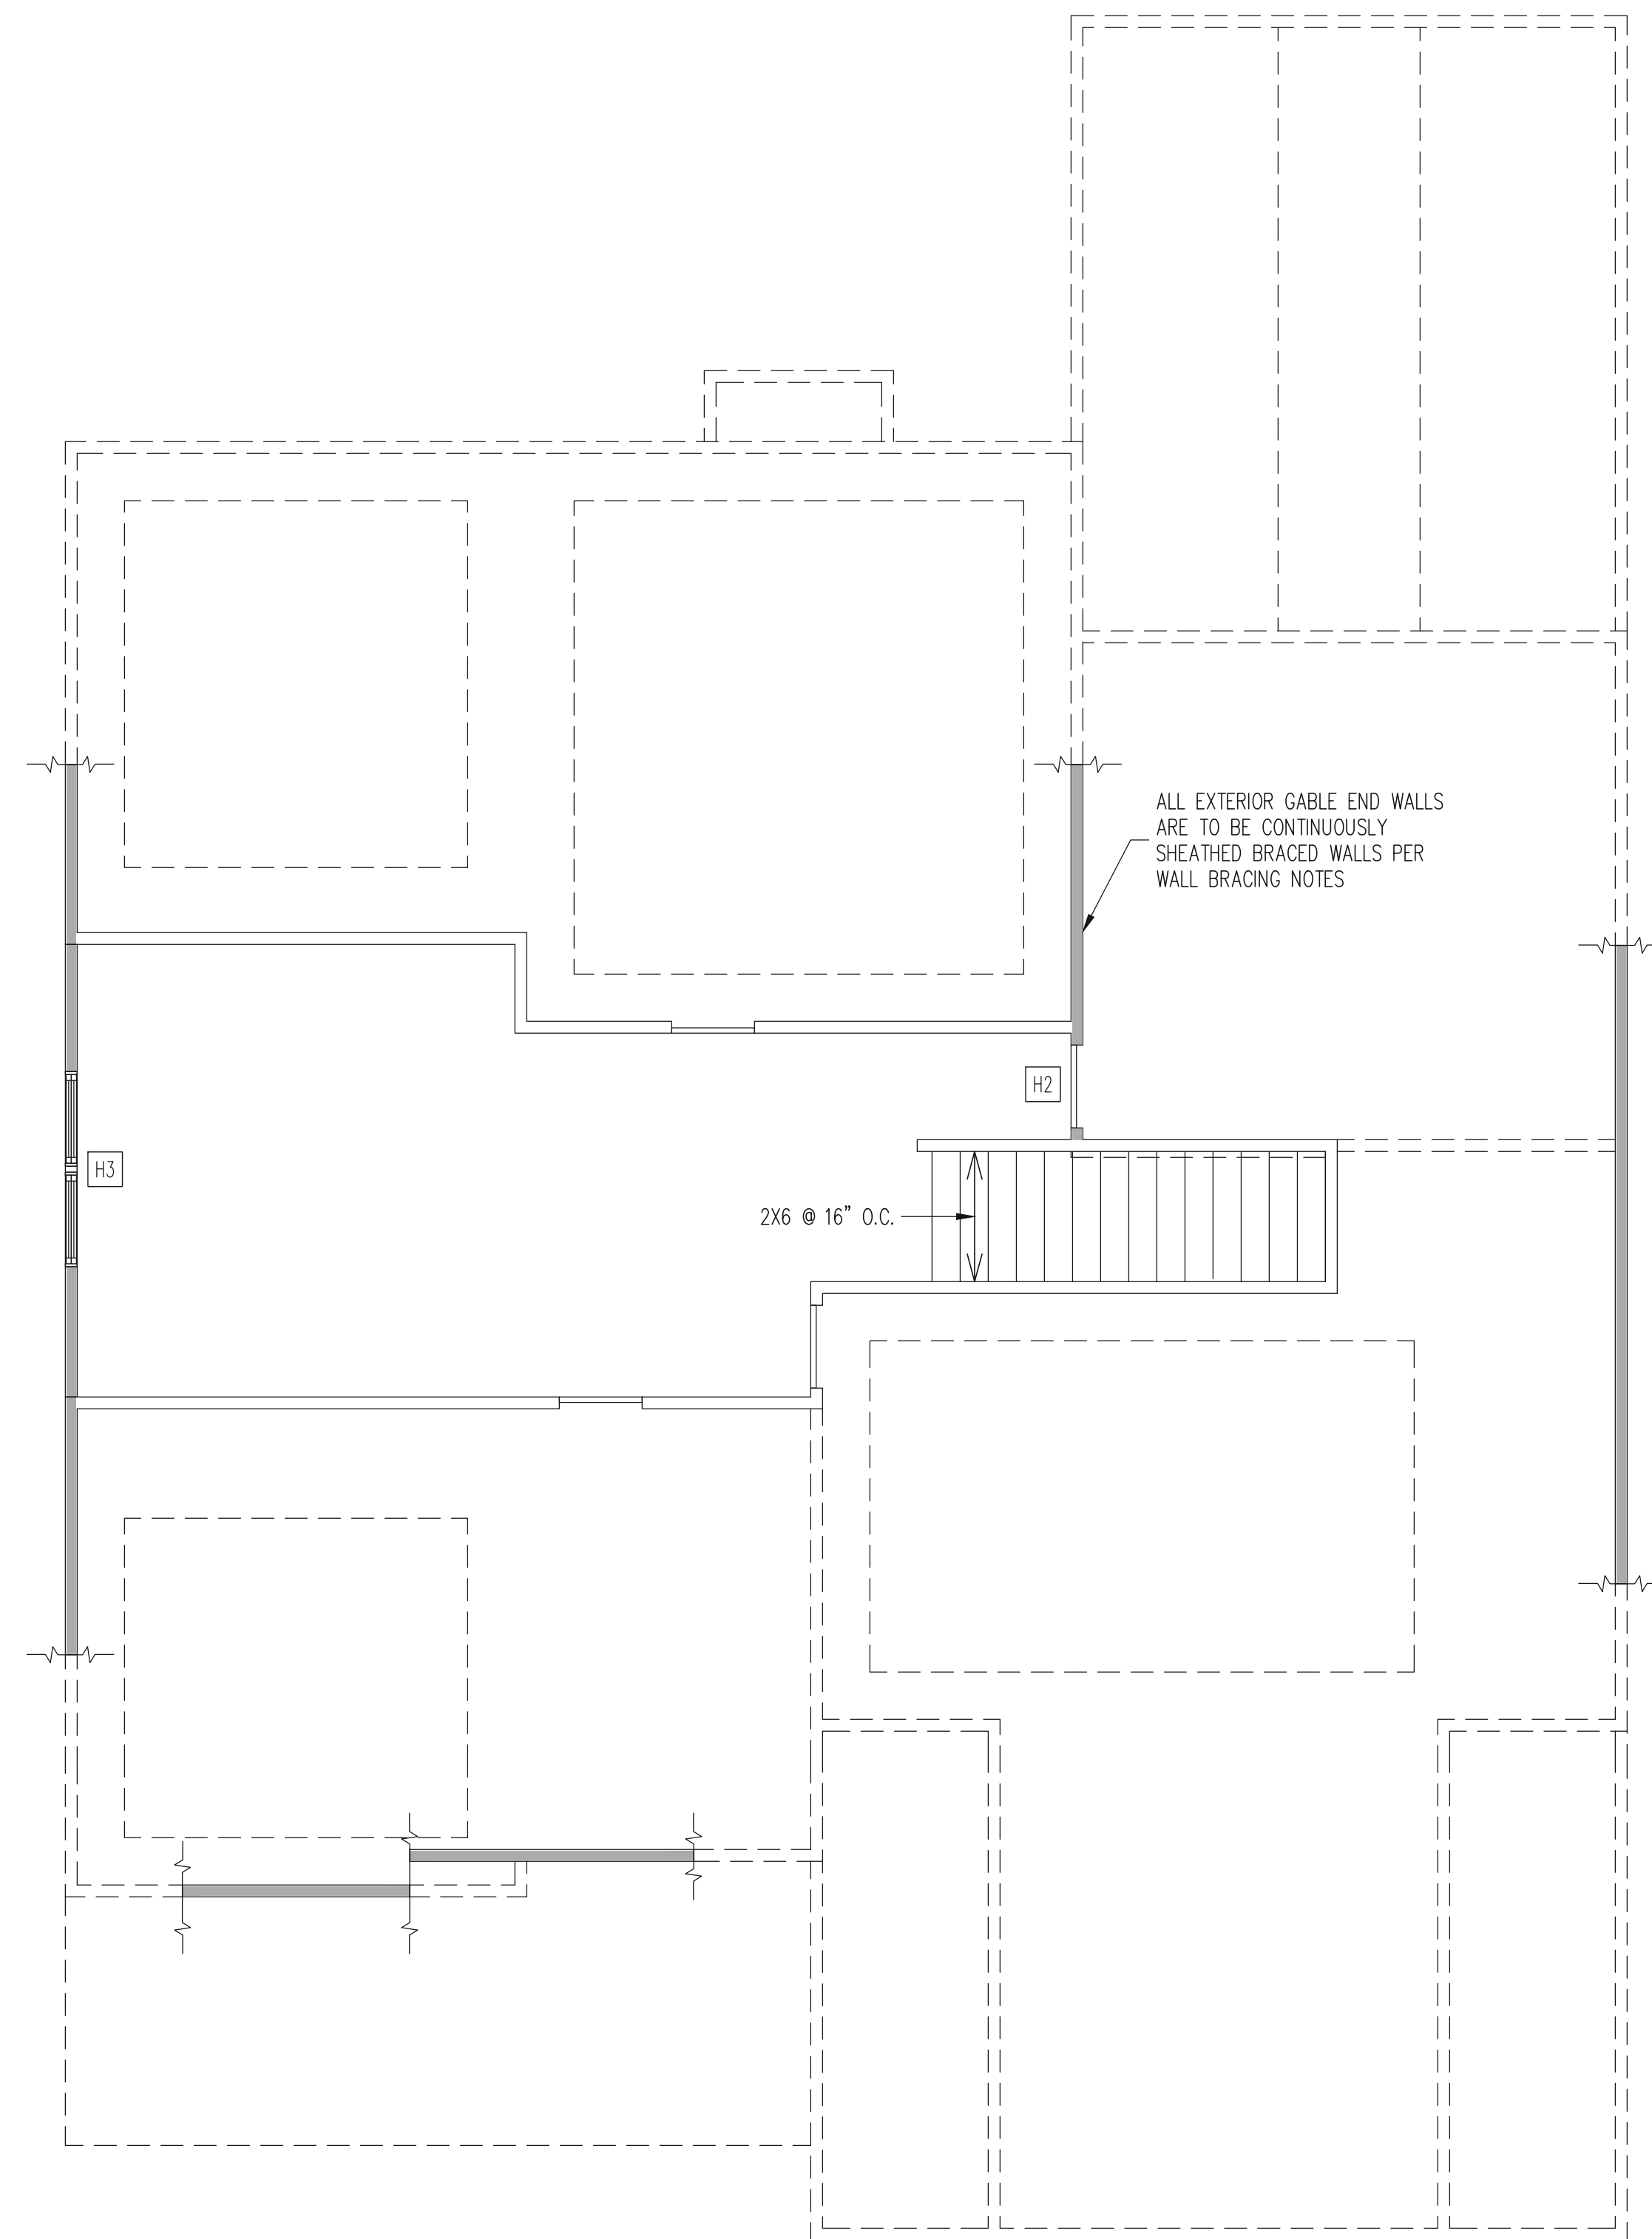 ALL EXTERIOR GABLE END WALLS
ARE TO BE CONTINUOUSLY
SHEATHED BRACED WALLS PER
WALL BRACING NOTES
H2
H3
2X6 @ 16" O.C.